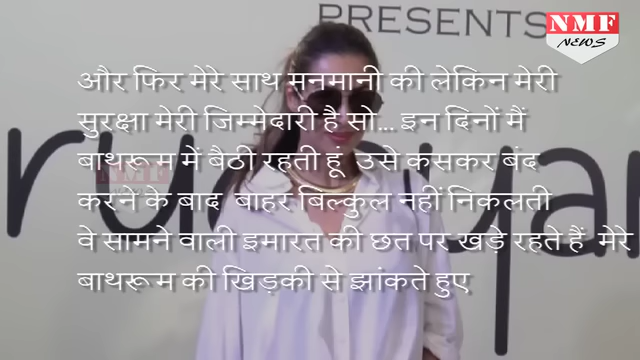 PRESENTS
NMF
NEWS
और फिर मेरे साथ मनमानी की लेकिन मेरी
सुरक्षा मेरी जिम्मेदारी है सो... इन दिनों मैं
बाथरूम में बैठी रहती हूं उसे कसकर बंद
करने के बाद बाहर बिल्कुल नहीं निकलती
वे सामने वाली इमारत की छत पर खड़े रहते हैं मेरे
बाथरूम की खिड़की से झांकते हुए